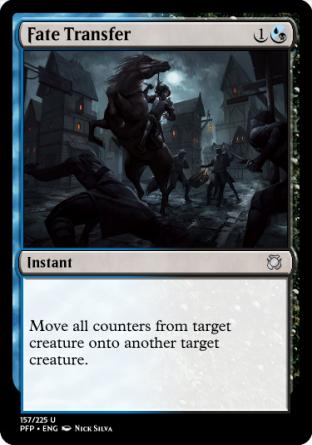 Fate Transfer 1
Instant
Move all counters from target
creature onto another target
creature.
157/225 U
PFP • ENG Nick Silva